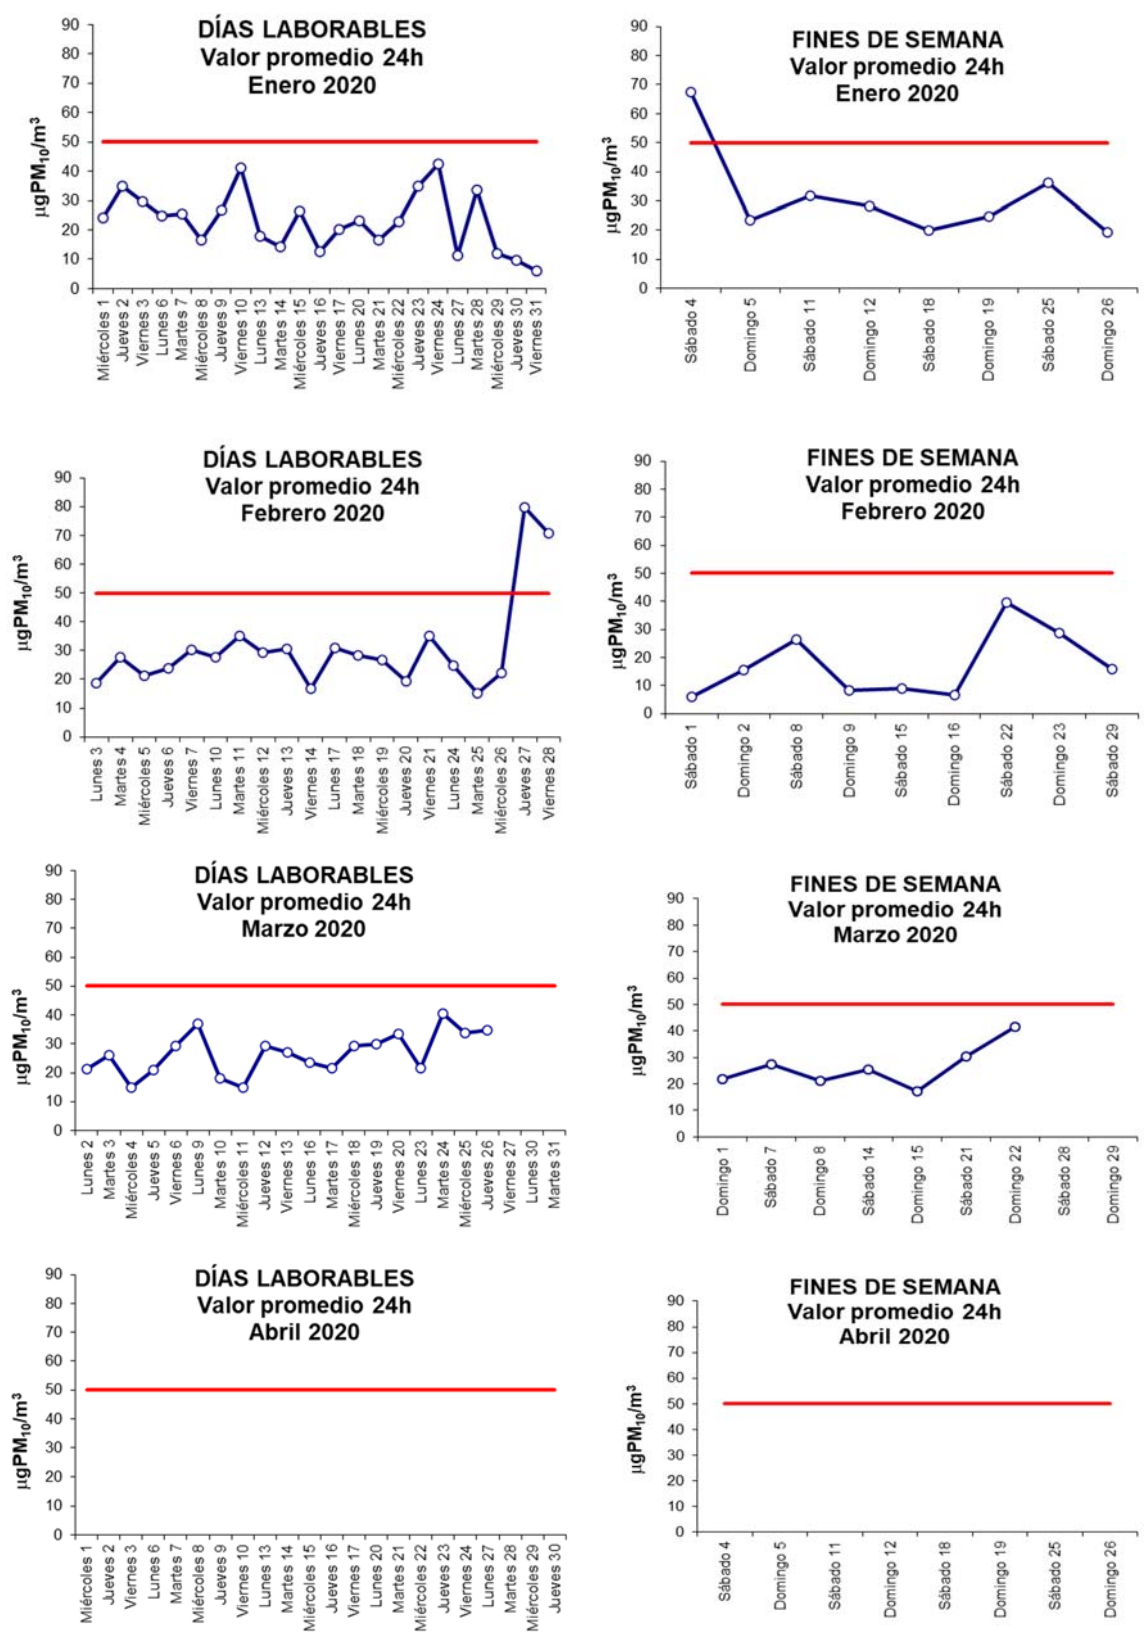 DÍAS LABORABLES
Valor promedio 24h
Enero 2020
µgPM₁₀/m³
90
80
70
60
50
40
30
20
10
0
Miércoles 1
Jueves 2
Viernes 3
Lunes 6
Martes 7
Miércoles 8
Jueves 9
Viernes 10
Lunes 13
Martes 14
Miércoles 15
Jueves 16
Viernes 17
Lunes 20
Martes 21
Miércoles 22
Jueves 23
Viernes 24
Lunes 27
Martes 28
Miércoles 29
Jueves 30
Viernes 31
FINES DE SEMANA
Valor promedio 24h
Enero 2020
µgPM₁₀/m³
90
80
70
60
50
40
30
20
10
0
Sábado 4
Domingo 5
Sábado 11
Domingo 12
Sábado 18
Domingo 19
Sábado 25
Domingo 26
DÍAS LABORABLES
Valor promedio 24h
Febrero 2020
µgPM₁₀/m³
90
80
70
60
50
40
30
20
10
0
Lunes 3
Martes 4
Miércoles 5
Jueves 6
Viernes 7
Lunes 10
Martes 11
Miércoles 12
Jueves 13
Viernes 14
Lunes 17
Martes 18
Miércoles 19
Jueves 20
Viernes 21
Lunes 24
Martes 25
Miércoles 26
Jueves 27
Viernes 28
FINES DE SEMANA
Valor promedio 24h
Febrero 2020
µgPM₁₀/m³
90
80
70
60
50
40
30
20
10
0
Sábado 1
Domingo 2
Sábado 8
Domingo 9
Sábado 15
Domingo 16
Sábado 22
Domingo 23
Sábado 29
DÍAS LABORABLES
Valor promedio 24h
Marzo 2020
µgPM₁₀/m³
90
80
70
60
50
40
30
20
10
0
Lunes 2
Martes 3
Miércoles 4
Jueves 5
Viernes 6
Lunes 9
Martes 10
Miércoles 11
Jueves 12
Viernes 13
Lunes 16
Martes 17
Miércoles 18
Jueves 19
Viernes 20
Lunes 23
Martes 24
Miércoles 25
Jueves 26
Viernes 27
Lunes 30
Martes 31
FINES DE SEMANA
Valor promedio 24h
Marzo 2020
µgPM₁₀/m³
90
80
70
60
50
40
30
20
10
0
Domingo 1
Sábado 7
Domingo 8
Sábado 14
Domingo 15
Sábado 21
Domingo 22
Sábado 28
Domingo 29
DÍAS LABORABLES
Valor promedio 24h
Abril 2020
µgPM₁₀/m³
90
80
70
60
50
40
30
20
10
0
Miércoles 1
Jueves 2
Viernes 3
Lunes 6
Martes 7
Miércoles 8
Jueves 9
Viernes 10
Lunes 13
Martes 14
Miércoles 15
Jueves 16
Viernes 17
Lunes 20
Martes 21
Miércoles 22
Jueves 23
Viernes 24
Lunes 27
Martes 28
Miércoles 29
Jueves 30
FINES DE SEMANA
Valor promedio 24h
Abril 2020
µgPM₁₀/m³
90
80
70
60
50
40
30
20
10
0
Sábado 4
Domingo 5
Sábado 11
Domingo 12
Sábado 18
Domingo 19
Sábado 25
Domingo 26